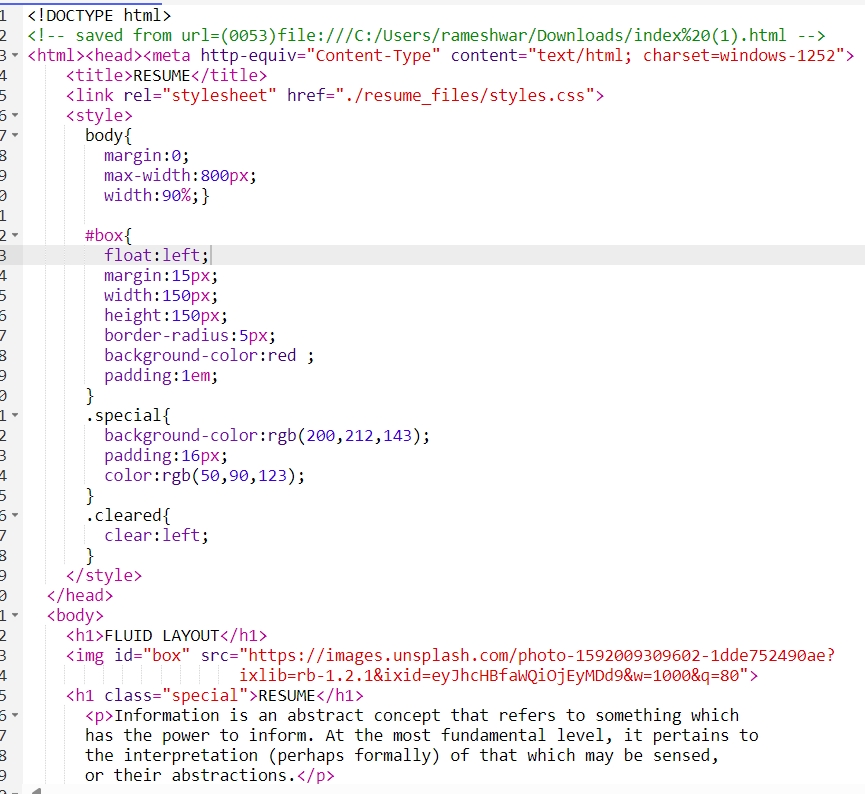 1 <!DOCTYPE html>
2 <!-- saved from url=(0053)file:///C:/Users/rameshwar/Downloads/index%20(1).html -->
3 <html><head><meta http-equiv="Content-Type" content="text/html; charset=windows-1252">
4 <title>RESUME</title>
5 <link rel="stylesheet" href="./resume_files/styles.css">
6 <style>
7 body{
8 margin:0;
9 max-width:800px;
0 width:90%;}
1
2 #box{
3 float:left;
4 margin:15px;
5 width:150px;
6 height:150px;
7 border-radius:5px;
8 background-color:red ;
9 padding:1em;
0 }
1 .special{
2 background-color:rgb(200,212,143);
3 padding:16px;
4 color:rgb(50,90,123);
5 }
6 .cleared{
7 clear:left;
8 }
9 </style>
0 </head>
1 <body>
2 <h1>FLUID LAYOUT</h1>
3 <img id="box" src="https://images.unsplash.com/photo-1592009309602-1dde752490ae?
4 ixlib=rb-1.2.1&ixid=eyJhcHBfaWQiOjEyMDd9&w=1000&q=80">
5 <h1 class="special">RESUME</h1>
6 <p>Information is an abstract concept that refers to something which
7 has the power to inform. At the most fundamental level, it pertains to
8 the interpretation (perhaps formally) of that which may be sensed,
9 or their abstractions.</p>